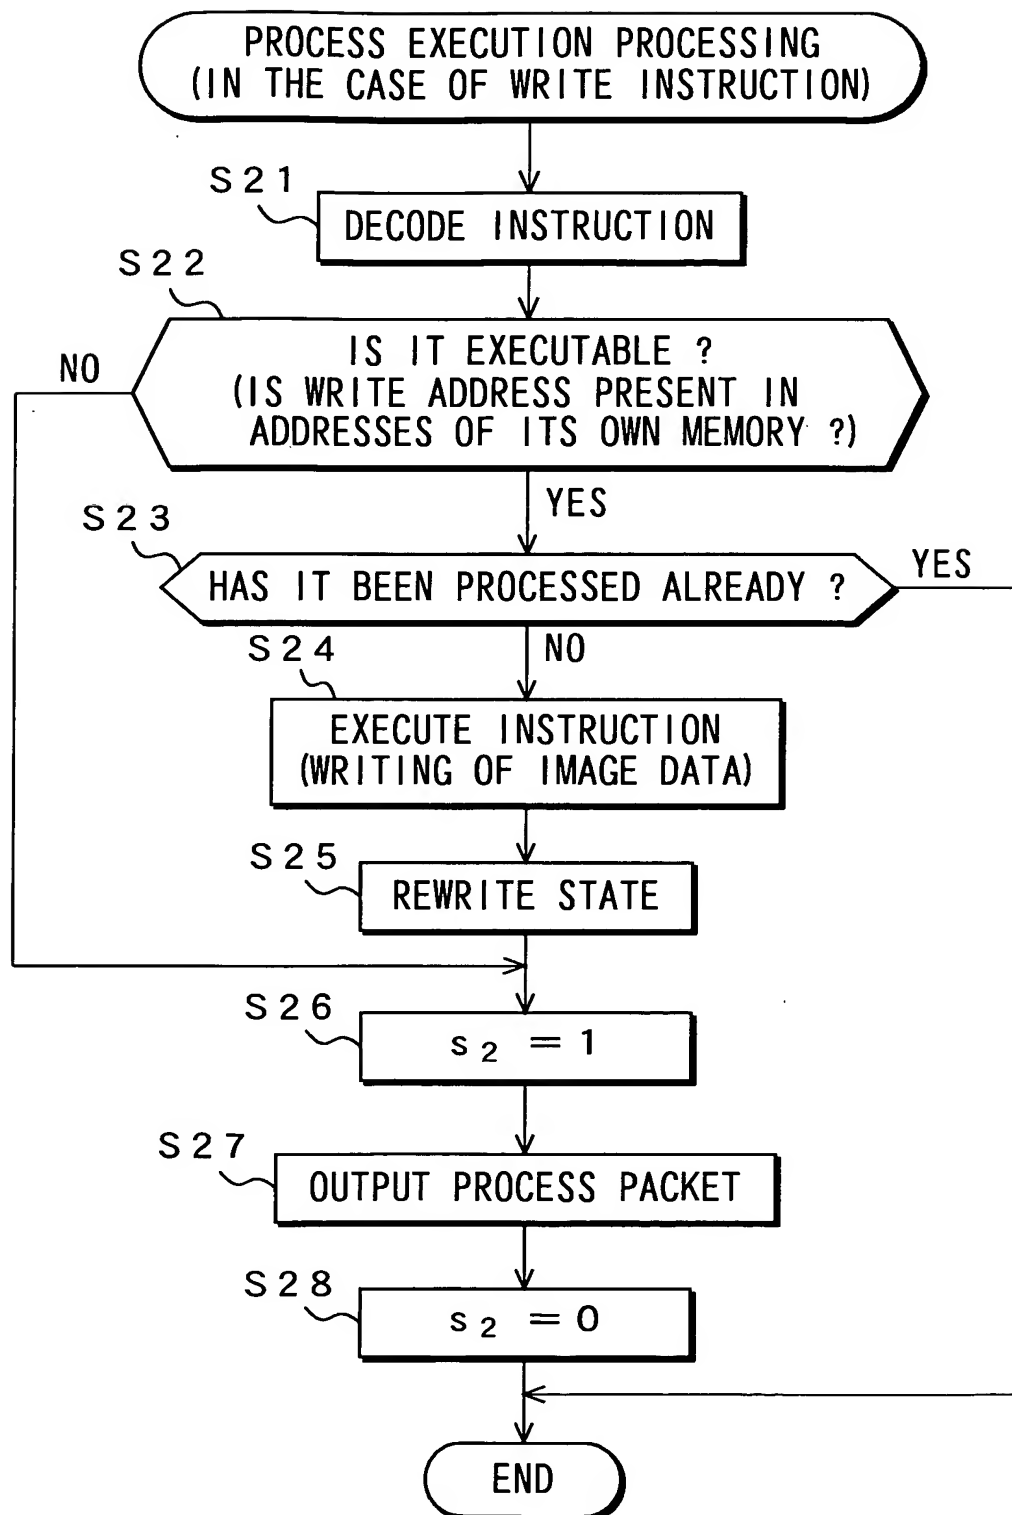 PROCESS EXECUTION PROCESSING
(IN THE CASE OF WRITE INSTRUCTION)
S21
DECODE INSTRUCTION
S22
IS IT EXECUTABLE ?
NO
(IS WRITE ADDRESS PRESENT IN
ADDRESSES OF ITS OWN MEMORY ?)
YES
S23
HAS IT BEEN PROCESSED ALREADY ?
YES
NO
S24
EXECUTE INSTRUCTION
(WRITING OF IMAGE DATA)
S25
REWRITE STATE
S26
s₂ = 1
S27
OUTPUT PROCESS PACKET
S28
s₂ = 0
END